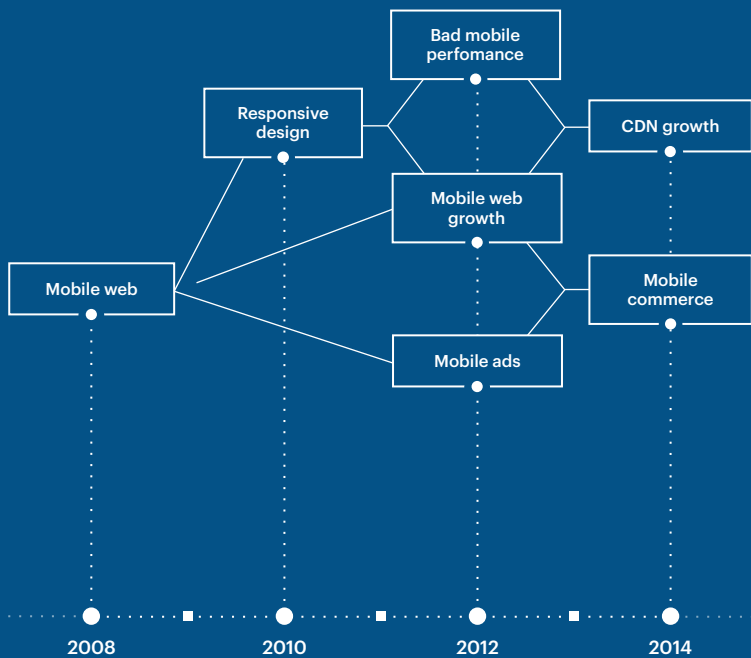 Bad mobile
perfomance
Responsive
design
CDN growth
Mobile web
growth
Mobile web
Mobile
commerce
Mobile ads
2008
2010
2012
2014